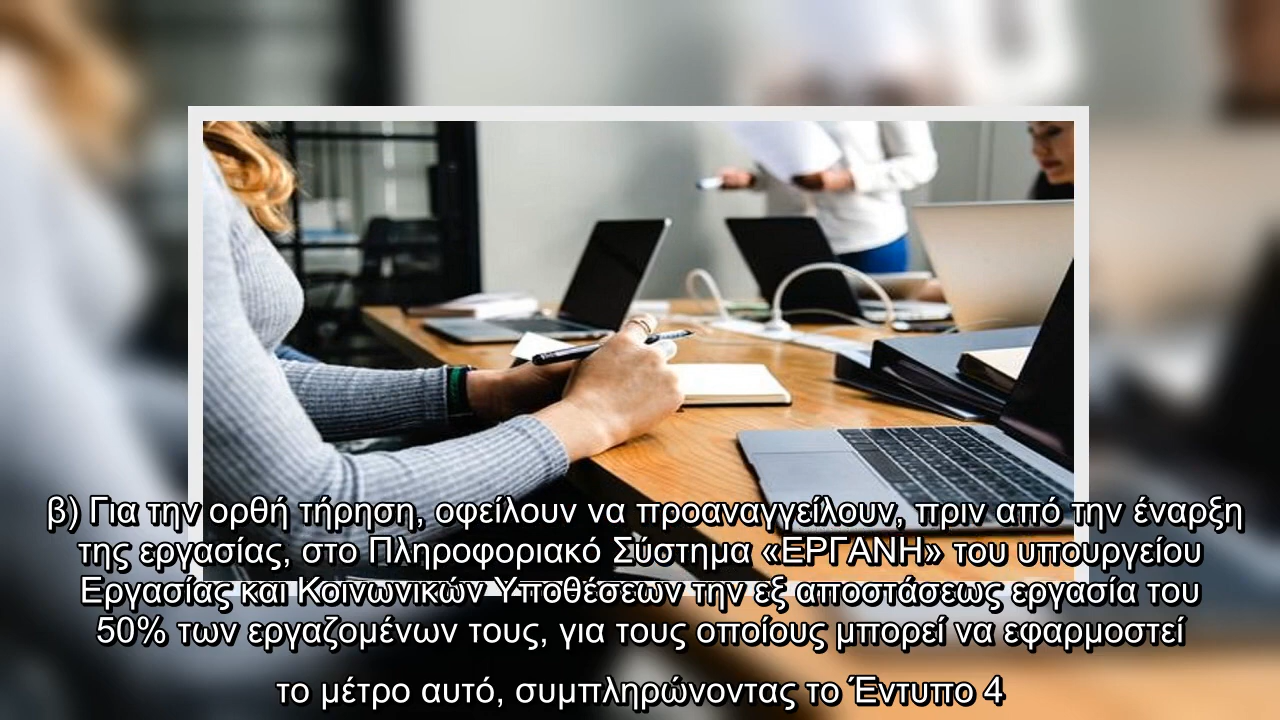 β) Για την ορθή τήρηση, οφείλουν να προαναγγείλουν, πριν από την έναρξη
της εργασίας, στο Πληροφοριακό Σύστημα «ΕΡΓΑΝΗ» του υπουργείου
Εργασίας και Κοινωνικών Υποθέσεων την εξ αποστάσεως εργασία του
50% των εργαζομένων τους, για τους οποίους μπορεί να εφαρμοστεί
το μέτρο αυτό, συμπληρώνοντας το Έντυπο 4